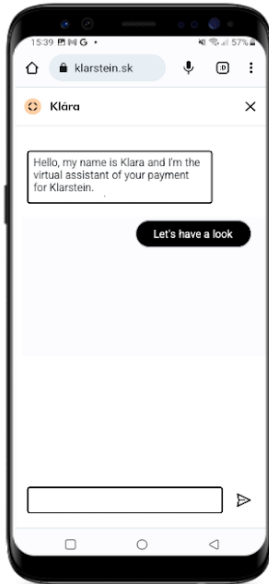 15:39
G
57%
klarstein.sk
:D
Klára
Hello, my name is Klara and I'm the
virtual assistant of your payment
for Klarstein.
Let's have a look